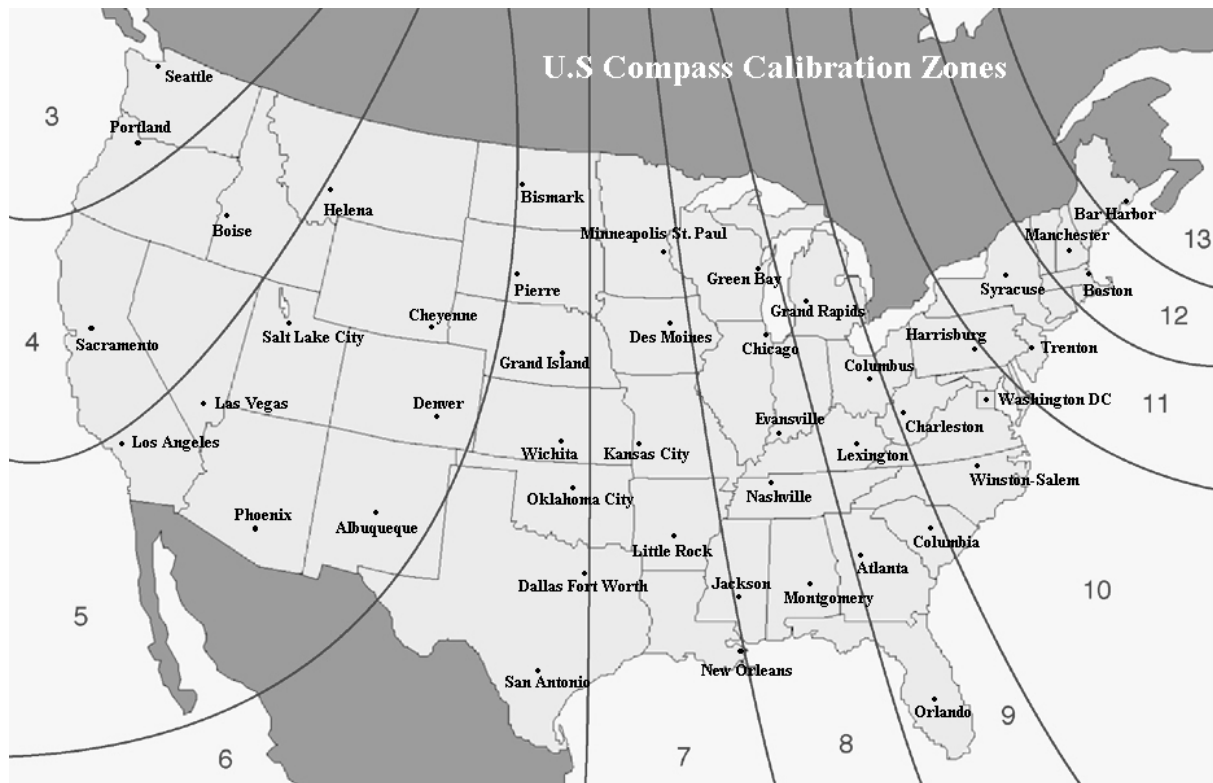 U.S Compass Calibration Zones
Seattle
3
Portland
Bismark
Helena
Bar Harbor
Boise
Minneapolis St. Paul
Manchester
13
Green Bay
Pierre
Syracuse
Boston
Grand Rapids
Cheyenne
12
Salt Lake City
Des Moines
Harrisburg
4
Sacramento
Chicago
Trenton
Grand Island
Columbus
Las Vegas
Denver
Washington DC
11
Evansville
Charleston
Los Angeles
Wichita
Kansas City
Lexington
Winston-Salem
Oklahoma City
Nashville
Phoenix
Albuqueque
Columbia
Little Rock
Atlanta
Dallas Fort Worth
Jackson
Montgomery
10
5
New Orleans
San Antonio
Orlando
9
8
7
6